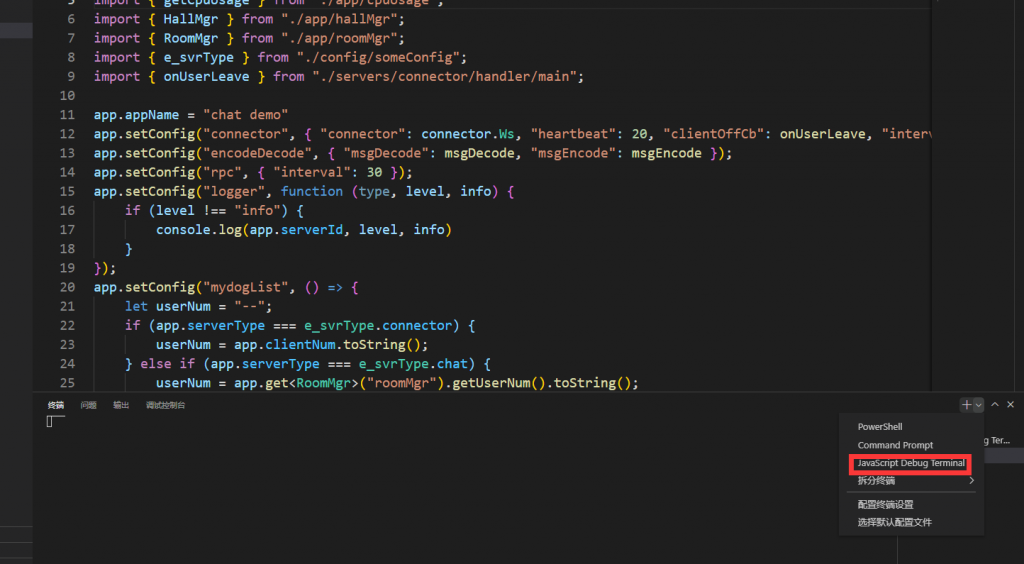 5 import { getCpuUsage } from "./app/cpuUsage";
6 import { HallMgr } from "./app/hallMgr";
7 import { RoomMgr } from "./app/roomMgr";
8 import { e_svrType } from "./config/someConfig";
9 import { onUserLeave } from "./servers/connector/handler/main";
10
11 app.appName = "chat demo"
12 app.setConfig("connector", { "connector": connector.Ws, "heartbeat": 20, "clientOffCb": onUserLeave, "interv
13 app.setConfig("encodeDecode", { "msgDecode": msgDecode, "msgEncode": msgEncode });
14 app.setConfig("rpc", { "interval": 30 });
15 app.setConfig("logger", function (type, level, info) {
16 if (level !== "info") {
17 console.log(app.serverId, level, info)
18 }
19 });
20 app.setConfig("mydogList", () => {
21 let userNum = "--";
22 if (app.serverType === e_svrType.connector) {
23 userNum = app.clientNum.toString();
24 } else if (app.serverType === e_svrType.chat) {
25 userNum = app.get<RoomMgr>("roomMgr").getUserNum().toString();
终端 问题 输出 调试控制台
PowerShell
Command Prompt
g Ter...
JavaScript Debug Terminal
拆分终端
配置终端设置
选择默认配置文件